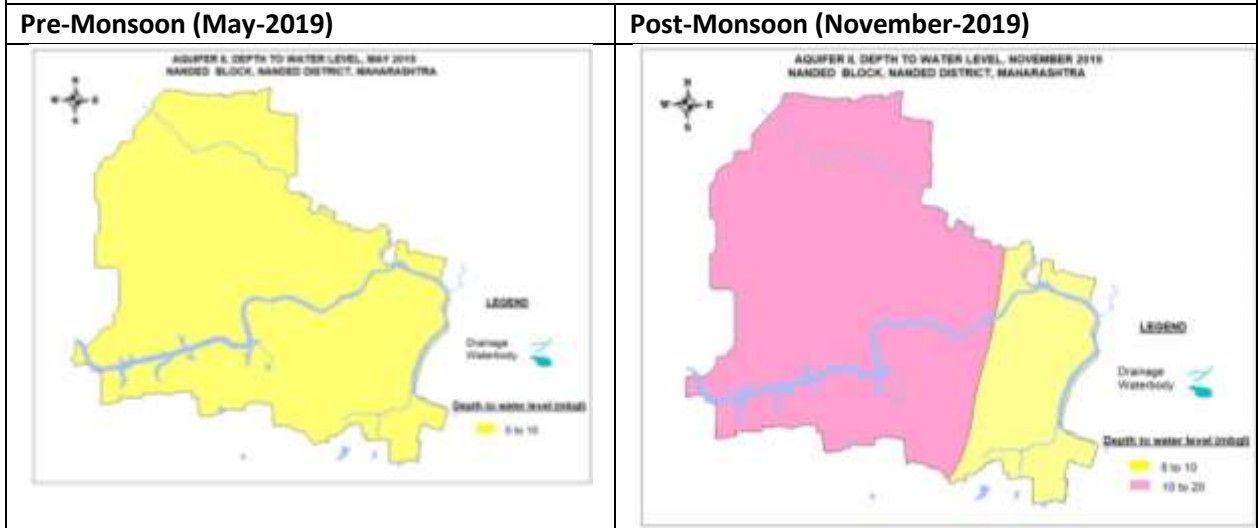 Pre-Monsoon (May-2019)
Post-Monsoon (November-2019)
AQUIFER II, DEPTH TO WATER LEVEL, MAY 2019
NANDED BLOCK, NANDED DISTRICT, MAHARASHTRA
N
W E
S
LEGEND
Drainage
Waterbody
Depth to water level (mbgl)
5 to 10
AQUIFER II, DEPTH TO WATER LEVEL, NOVEMBER 2019
NANDED BLOCK, NANDED DISTRICT, MAHARASHTRA
N
W E
S
LEGEND
Drainage
Waterbody
Depth to water level (mbgl)
5 to 10
10 to 20